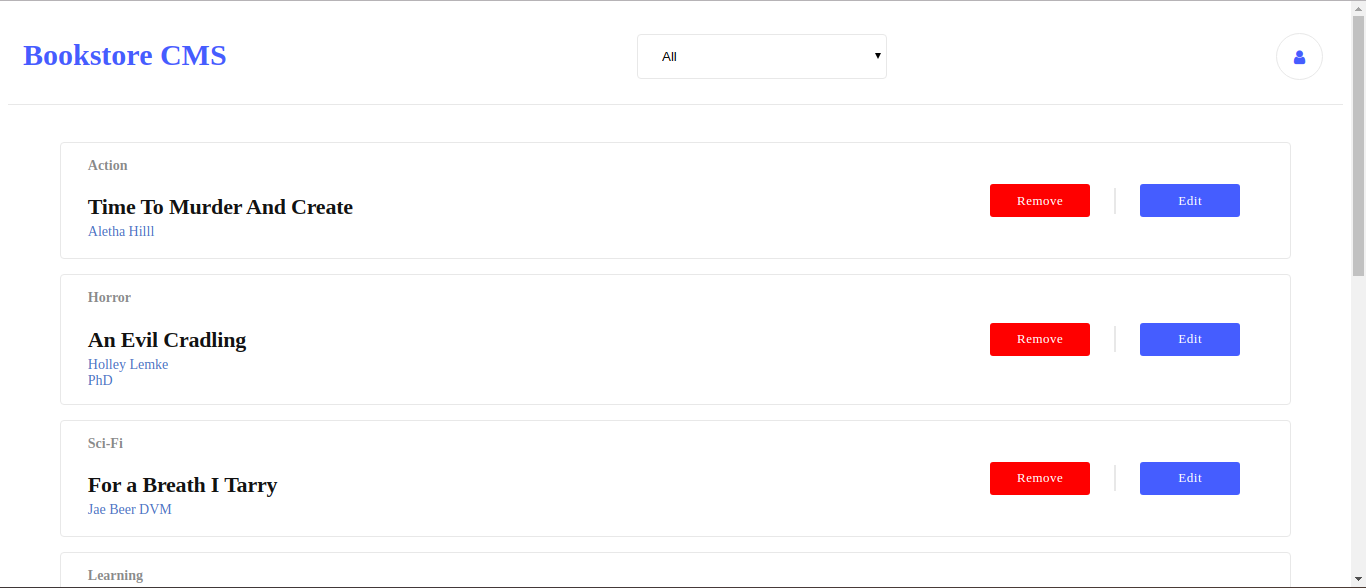 Bookstore CMS
All
Action
Time To Murder And Create
Aletha Hilll
Remove
Edit
Horror
An Evil Cradling
Holley Lemke
PhD
Remove
Edit
Sci-Fi
For a Breath I Tarry
Jae Beer DVM
Remove
Edit
Learning